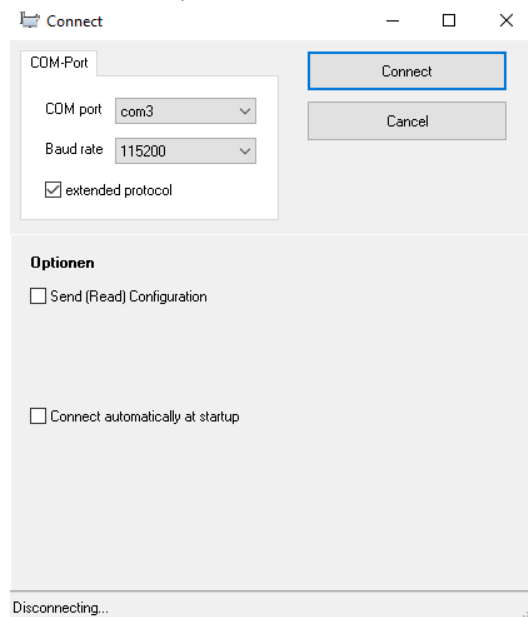 Connect
COM-Port
Connect
COM port com3
Cancel
Baud rate 115200
extended protocol
Optionen
Send (Read) Configuration
Connect automatically at startup
Disconnecting...